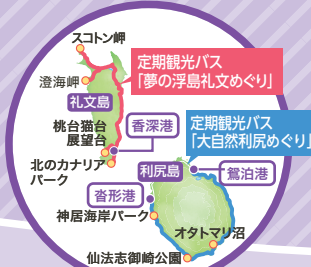 スコトン岬
定期観光バス
「夢の浮島礼文めぐり」
澄海岬
礼文島
桃台猫台
展望台
香深港
定期観光バス
「大自然利尻めぐり」
北のカナリア
パーク
利尻島
鴛泊港
沓形港
神居海岸パーク
オタトマリ沼
仙法志御崎公園